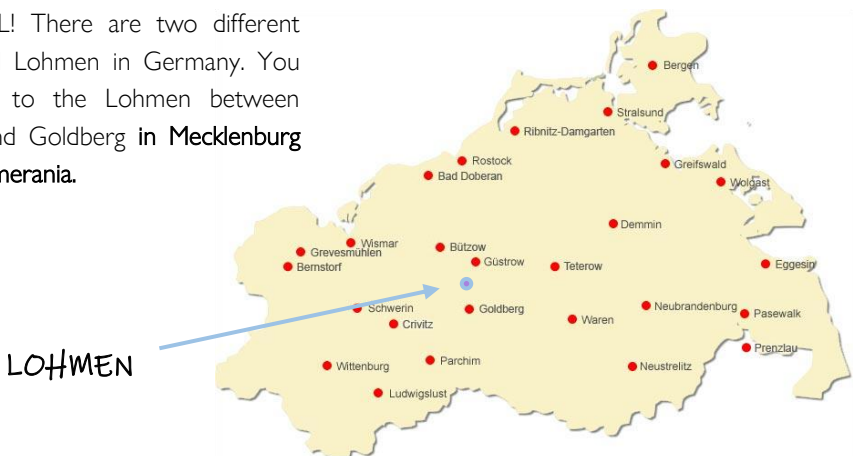 L! There are two different
Lohmen in Germany. You
to the Lohmen between
nd Goldberg in Mecklenburg
merania.
Bergen
Stralsund
Ribnitz-Damgarten
Rostock
Greifswald
Bad Doberan
Wolgast
Demmin
Wismar
Bützow
Grevesmühlen
Güstrow
Teterow
Eggesin
Bernstorf
Schwerin
Goldberg
Neubrandenburg
Pasewalk
Crivitz
Waren
Prenzlau
LOHMEN
Wittenburg
Parchim
Neustrelitz
Ludwigslust